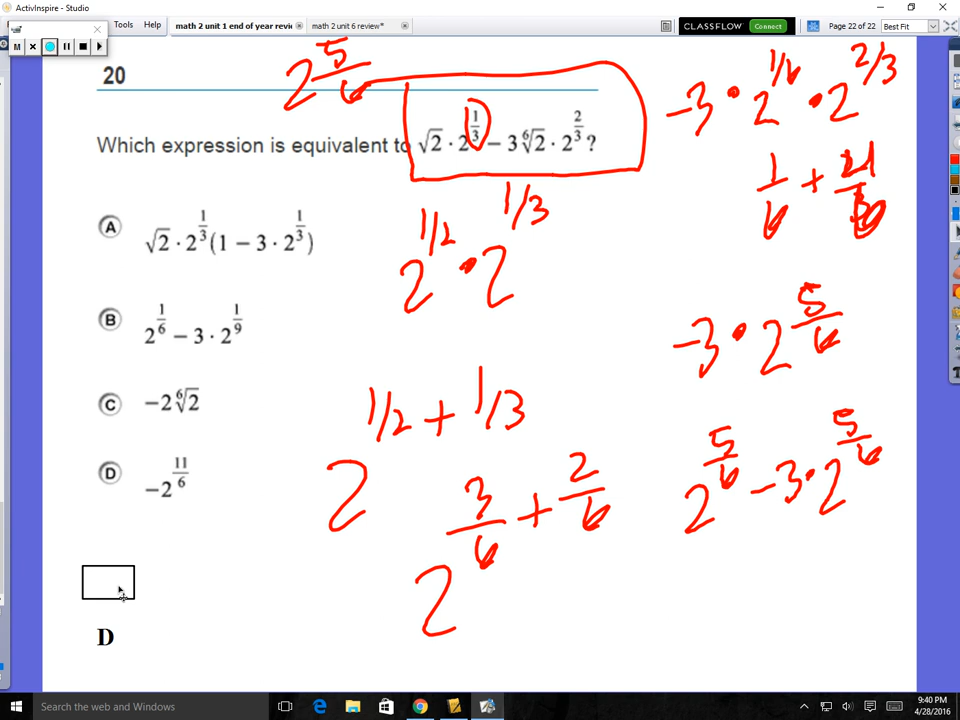 ActivInspire - Studio
Tools Help
math 2 unit 1 end of year revi
math 2 unit 6 review*
CLASSFLOW Connect
Page 22 of 22
Best Fit
M
20
2^(5/6)
Which expression is equivalent to √2 · 2^(1/3) − 3 ⁶√2 · 2^(2/3)?
-3 · 2^(1/6) · 2^(2/3)
A √2 · 2^(1/3)(1 − 3 · 2^(1/3))
2^(1/2) · 2^(1/3)
B 2^(1/6) − 3 · 2^(1/9)
-3 · 2^(5/6)
C −2 ⁶√2
2^(1/2 + 1/3)
D −2^(11/6)
2^(5/6) - 3 · 2^(5/6)
2^(3/6 + 2/6)
D
Search the web and Windows
9:40 PM
4/28/2016